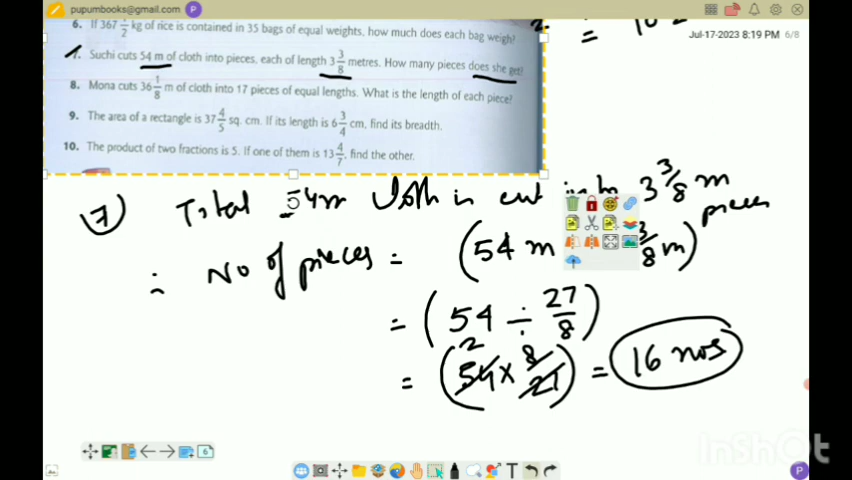 pupumbooks@gmail.com P
Jul-17-2023 8:19 PM 6/8
6. If 367 1/2 kg of rice is contained in 35 bags of equal weights, how much does each bag weigh?
7. Suchi cuts 54 m of cloth into pieces, each of length 3 3/8 metres. How many pieces does she get?
8. Mona cuts 36 1/8 m of cloth into 17 pieces of equal lengths. What is the length of each piece?
9. The area of a rectangle is 37 4/5 sq. cm. If its length is 6 3/4 cm, find its breadth.
10. The product of two fractions is 5. If one of them is 13 4/7, find the other.
7 Total 54m cloth is cut into 3 3/8 m
pieces
∴ No of pieces = (54 m 3/8 m)
= (54 ÷ 27/8)
2
= (54 × 8/27) = 16 nos
6
T
P
InShOt